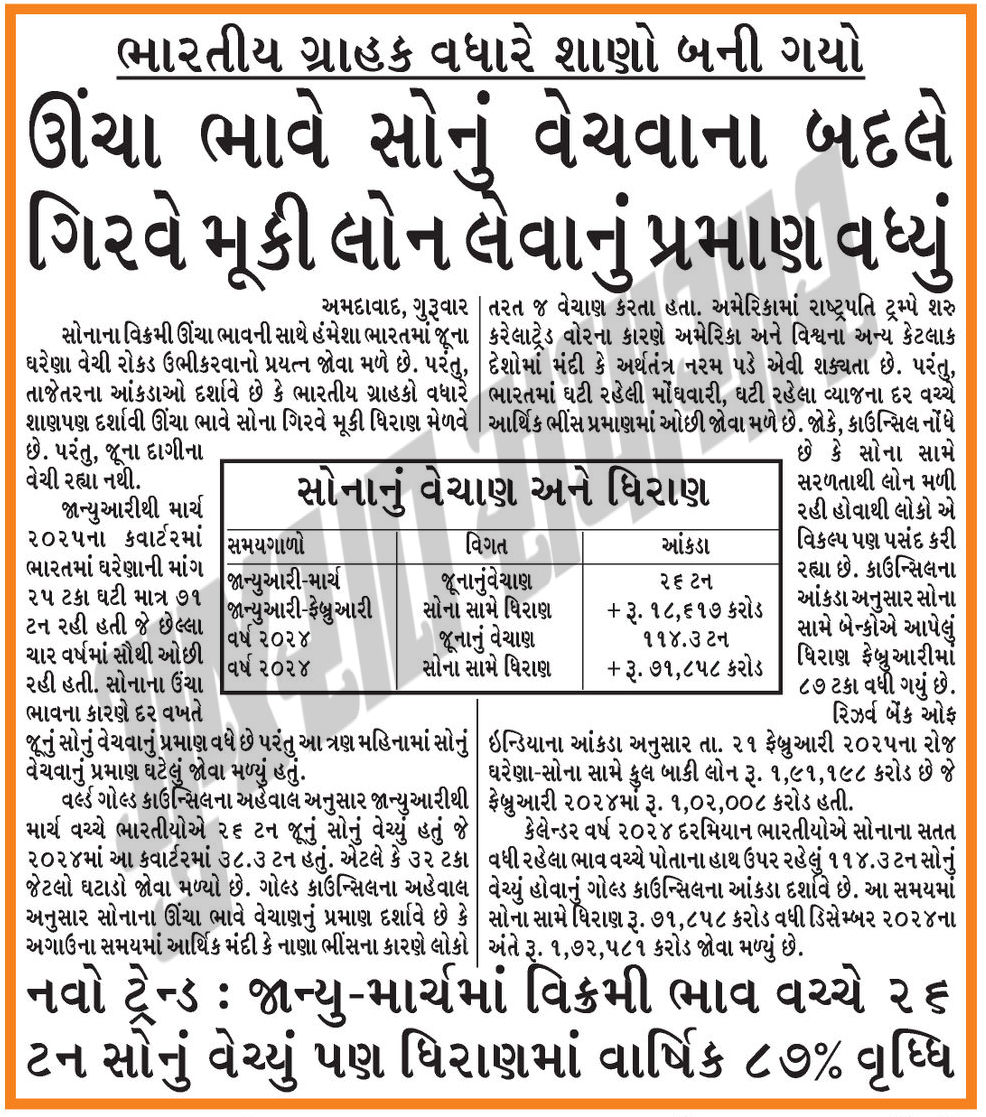 ભારતીય ગ્રાહક વધારે શાણો બની ગયો
ઊંચા ભાવે સોનું વેચવાના બદલે
ગિરવે મૂકી લોન લેવાનું પ્રમાણ વધ્યું
અમદાવાદ, ગુરૂવાર
સોનાના વિક્રમી ઊંચા ભાવની સાથે હંમેશા ભારતમાં જૂના
ઘરેણા વેચી રોકડ ઉભીકરવાનો પ્રયત્ન જોવા મળે છે. પરંતુ,
તાજેતરના આંકડાઓ દર્શાવે છે કે ભારતીય ગ્રાહકો વધારે
શાણપણ દર્શાવી ઊંચા ભાવે સોના ગિરવે મૂકી ધિરાણ મેળવે
છે. પરંતુ, જૂના દાગીના
વેચી રહ્યા નથી.
જાન્યુઆરીથી માર્ચ
૨૦૨૫ના કવાર્ટરમાં
ભારતમાં ઘરેણાની માંગ
૨૫ ટકા ઘટી માત્ર ૭૧
ટન રહી હતી જે છેલ્લા
ચાર વર્ષમાં સૌથી ઓછી
રહી હતી. સોનાના ઉંચા
ભાવના કારણે દર વખતે
જૂનું સોનું વેચવાનું પ્રમાણ વધે છે પરંતુ આ ત્રણ મહિનામાં સોનું
વેચવાનું પ્રમાણ ઘટેલું જોવા મળ્યું હતું.
વર્લ્ડ ગોલ્ડ કાઉન્સિલના અહેવાલ અનુસાર જાન્યુઆરીથી
માર્ચ વચ્ચે ભારતીયોએ ૨૬ ટન જૂનું સોનું વેચ્યું હતું જે
૨૦૨૪માં આ કવાર્ટરમાં ૩૮.૩ ટન હતું. એટલે કે ૩૨ ટકા
જેટલો ઘટાડો જોવા મળ્યો છે. ગોલ્ડ કાઉન્સિલના અહેવાલ
અનુસાર સોનાના ઊંચા ભાવે વેચાણનું પ્રમાણ દર્શાવે છે કે
અગાઉના સમયમાં આર્થિક મંદી કે નાણા ભીંસના કારણે લોકો
તરત જ વેચાણ કરતા હતા. અમેરિકામાં રાષ્ટ્રપતિ ટ્રમ્પે શરુ
કરેલાટ્રેડ વોરના કારણે અમેરિકા અને વિશ્વના અન્ય કેટલાક
દેશોમાં મંદી કે અર્થતંત્ર નરમ પડે એવી શક્યતા છે. પરંતુ,
ભારતમાં ઘટી રહેલી મોંઘવારી, ઘટી રહેલા વ્યાજના દર વચ્ચે
આર્થિક ભીંસ પ્રમાણમાં ઓછી જોવા મળે છે. જોકે, કાઉન્સિલ નોંધે
છે કે સોના સામે
સરળતાથી લોન મળી
રહી હોવાથી લોકો એ
વિકલ્પ પણ પસંદ કરી
રહ્યા છે. કાઉન્સિલના
આંકડા અનુસાર સોના
સામે બેન્કોએ આપેલું
ધિરાણ ફેબ્રુઆરીમાં
૮૭ ટકા વધી ગયું છે.
રિઝર્વ બેંક ઓફ
ઇન્ડિયાના આંકડા અનુસાર તા. ૨૧ ફેબ્રુઆરી ૨૦૨૫ના રોજ
ઘરેણા-સોના સામે કુલ બાકી લોન રૂ. ૧,૯૧,૧૯૮ કરોડ છે જે
ફેબ્રુઆરી ૨૦૨૪માં રૂ. ૧,૦૨,૦૦૮ કરોડ હતી.
કેલેન્ડર વર્ષ ૨૦૨૪ દરમિયાન ભારતીયોએ સોનાના સતત
વધી રહેલા ભાવ વચ્ચે પોતાના હાથ ઉપર રહેલું ૧૧૪.૩ ટન સોનું
વેચ્યું હોવાનું ગોલ્ડ કાઉન્સિલના આંકડા દર્શાવે છે. આ સમયમાં
સોના સામે ધિરાણ રૂ. ૭૧,૮૫૮ કરોડ વધી ડિસેમ્બર ૨૦૨૪ના
અંતે રૂ. ૧,૭૨,૫૮૧ કરોડ જોવા મળ્યું છે.
સોનાનું વેચાણ અને ધિરાણ
સમયગાળો વિગત આંકડા
જાન્યુઆરી-માર્ચ જૂનાનુંવેચાણ ૨૬ ટન
જાન્યુઆરી-ફેબ્રુઆરી સોના સામે ધિરાણ +રૂ. ૧૮,૬૧૭ કરોડ
વર્ષ ૨૦૨૪ જૂનાનું વેચાણ ૧૧૪.૩ ટન
વર્ષ ૨૦૨૪ સોના સામે ધિરાણ +રૂ. ૭૧,૮૫૮ કરોડ
નવો ટ્રેન્ડ : જાન્યુ-માર્ચમાં વિક્રમી ભાવ વચ્ચે ૨૬
ટન સોનું વેચ્યું પણ ધિરાણમાં વાર્ષિક ૮૭% વૃધ્ધિ